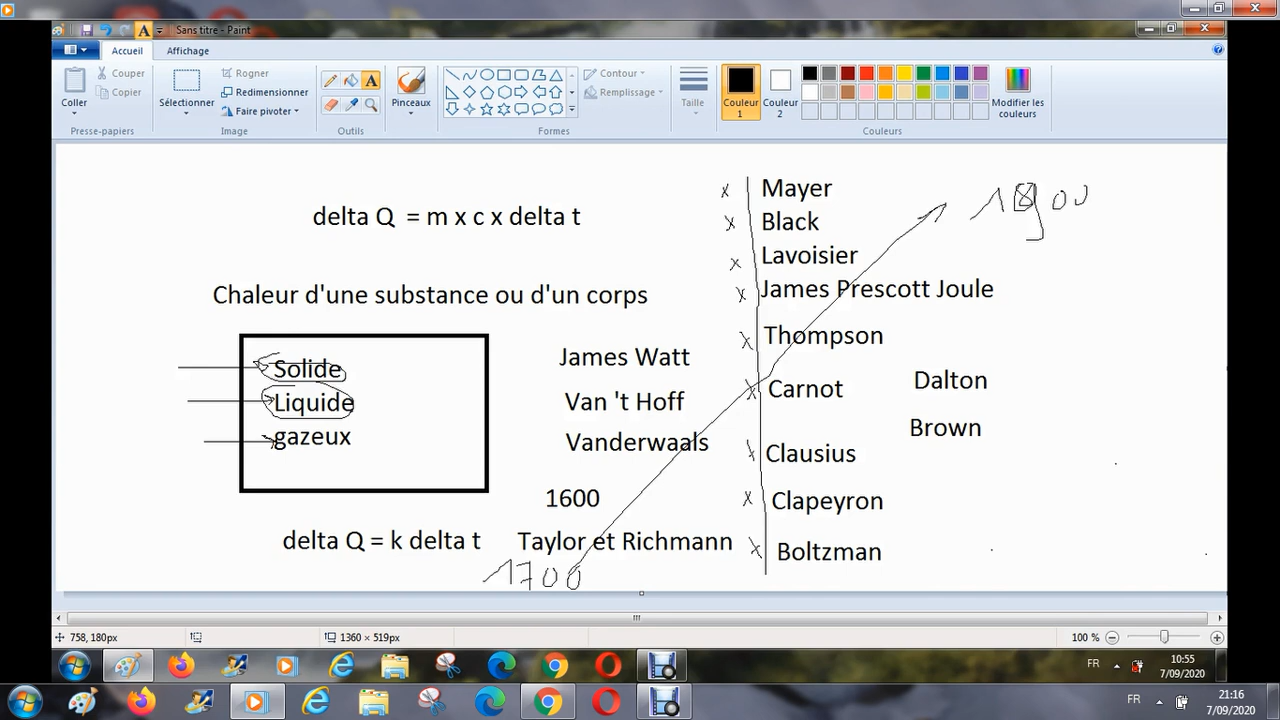 Sans titre - Paint
Accueil
Affichage
Coller
Couper
Copier
Presse-papiers
Sélectionner
Rogner
Redimensionner
Faire pivoter
Image
Outils
Pinceaux
Formes
Contour
Remplissage
Taille
Couleur 1
Couleur 2
Couleurs
Modifier les couleurs
delta Q = m x c x delta t
Chaleur d'une substance ou d'un corps
Solide
Liquide
gazeux
delta Q = k delta t
James Watt
Van 't Hoff
Vanderwaals
1600
Taylor et Richmann
1700
x Mayer
x Black
x Lavoisier
x James Prescott Joule
x Thompson
x Carnot
x Clausius
x Clapeyron
x Boltzman
Dalton
Brown
758, 180px
1360 × 519px
100 %
FR
10:55
7/09/2020
FR
21:16
7/09/2020